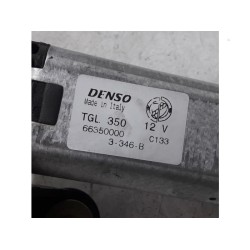 DENSO
Made in Italy
TGL 350 12 V
66350000 C133
3-346-B